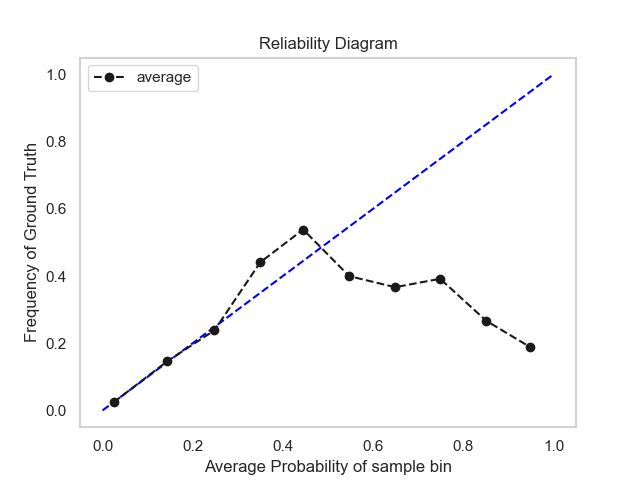 Reliability Diagram
average
Frequency of Ground Truth
1.0
0.8
0.6
0.4
0.2
0.0
0.0 0.2 0.4 0.6 0.8 1.0
Average Probability of sample bin